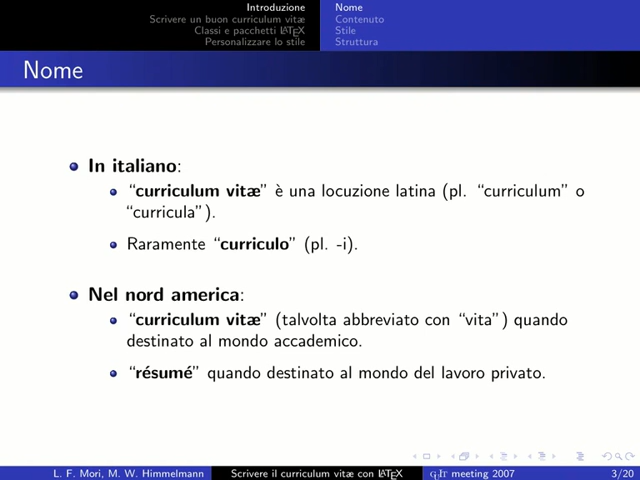 Introduzione
Scrivere un buon curriculum vitæ
Classi e pacchetti LATEX
Personalizzare lo stile
Nome
Contenuto
Stile
Struttura
Nome
In italiano:
“curriculum vitæ” è una locuzione latina (pl. “curriculum” o
“curricula”).
Raramente “curriculo” (pl. -i).
Nel nord america:
“curriculum vitæ” (talvolta abbreviato con “vita”) quando
destinato al mondo accademico.
“résumé” quando destinato al mondo del lavoro privato.
L. F. Mori, M. W. Himmelmann
Scrivere il curriculum vitæ con LATEX
GuIT meeting 2007
3/20